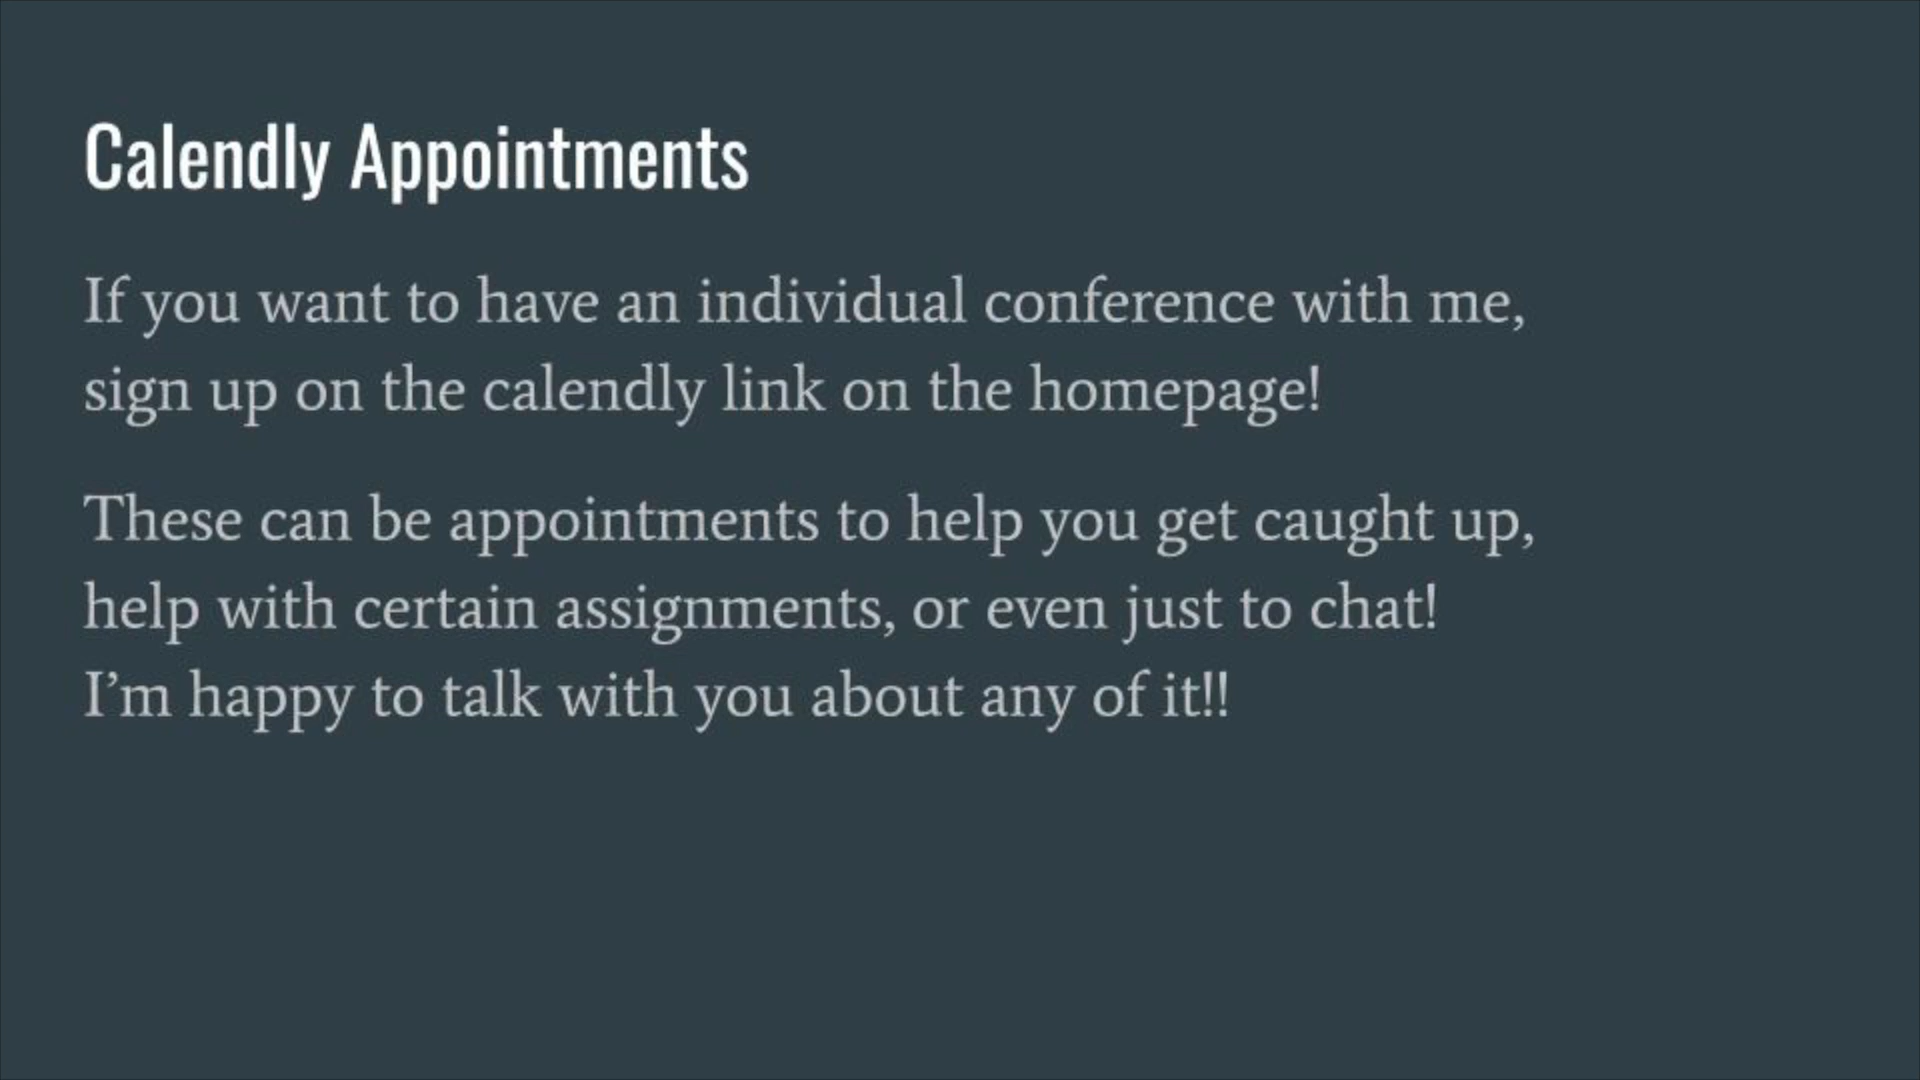 Calendly Appointments
If you want to have an individual conference with me,
sign up on the calendly link on the homepage!
These can be appointments to help you get caught up,
help with certain assignments, or even just to chat!
I’m happy to talk with you about any of it!!